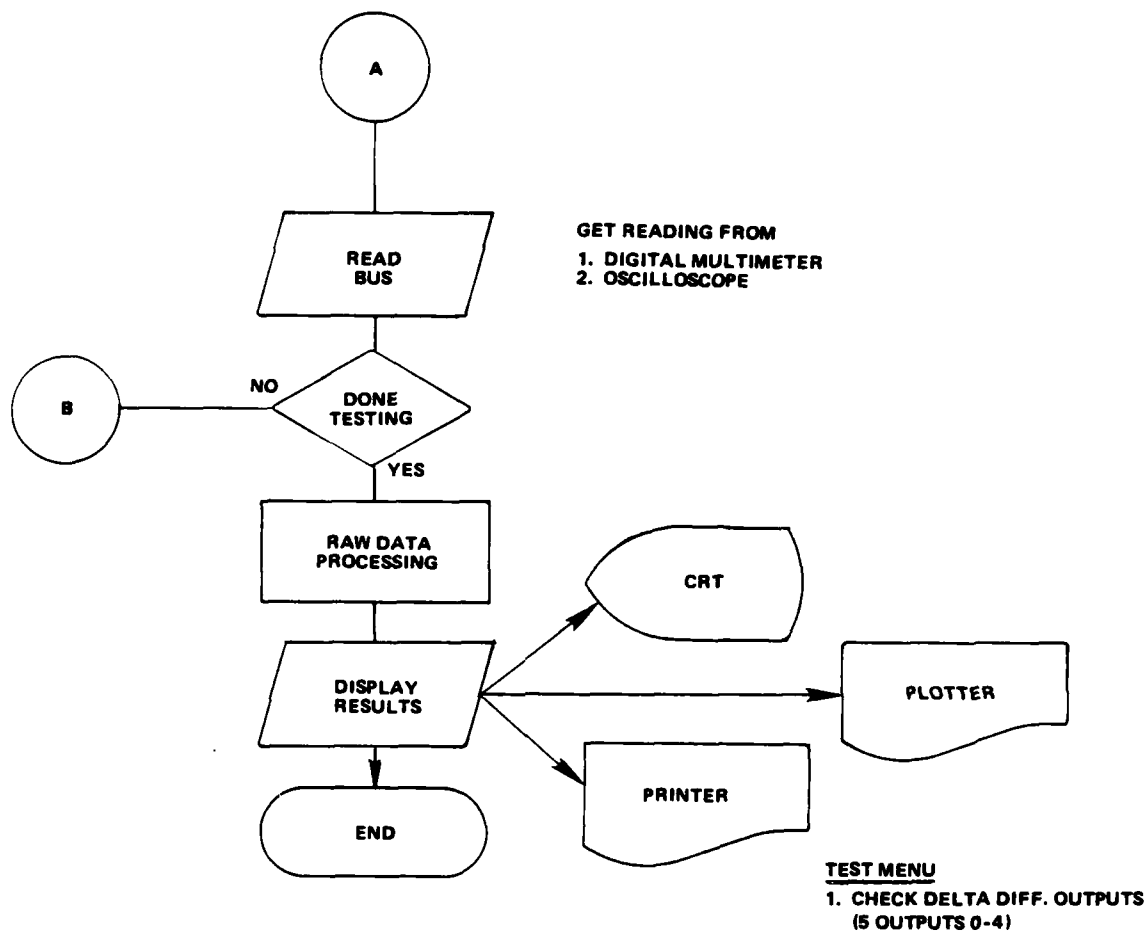 A
READ
BUS
GET READING FROM
1. DIGITAL MULTIMETER
2. OSCILLOSCOPE
B
NO
DONE
TESTING
YES
RAW DATA
PROCESSING
CRT
DISPLAY
RESULTS
PLOTTER
PRINTER
END
TEST MENU
1. CHECK DELTA DIFF. OUTPUTS
(5 OUTPUTS 0-4)